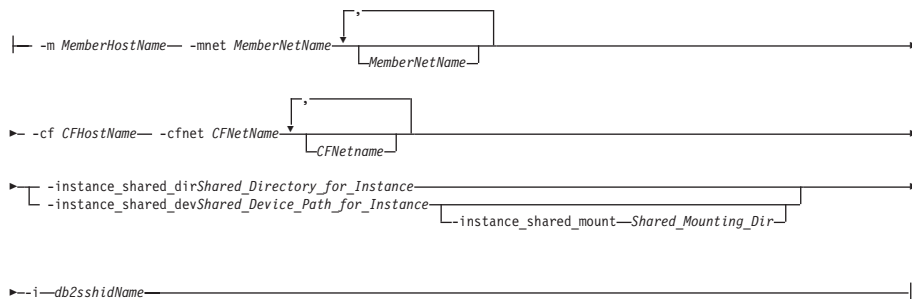 ,
-m MemberHostName -mnet MemberNetName
MemberNetName
,
-cf CFHostName -cfnet CFNetName
CFNetname
-instance_shared_dirShared_Directory_for_Instance
-instance_shared_devShared_Device_Path_for_Instance
-instance_shared_mount Shared_Mounting_Dir
-i db2sshidName